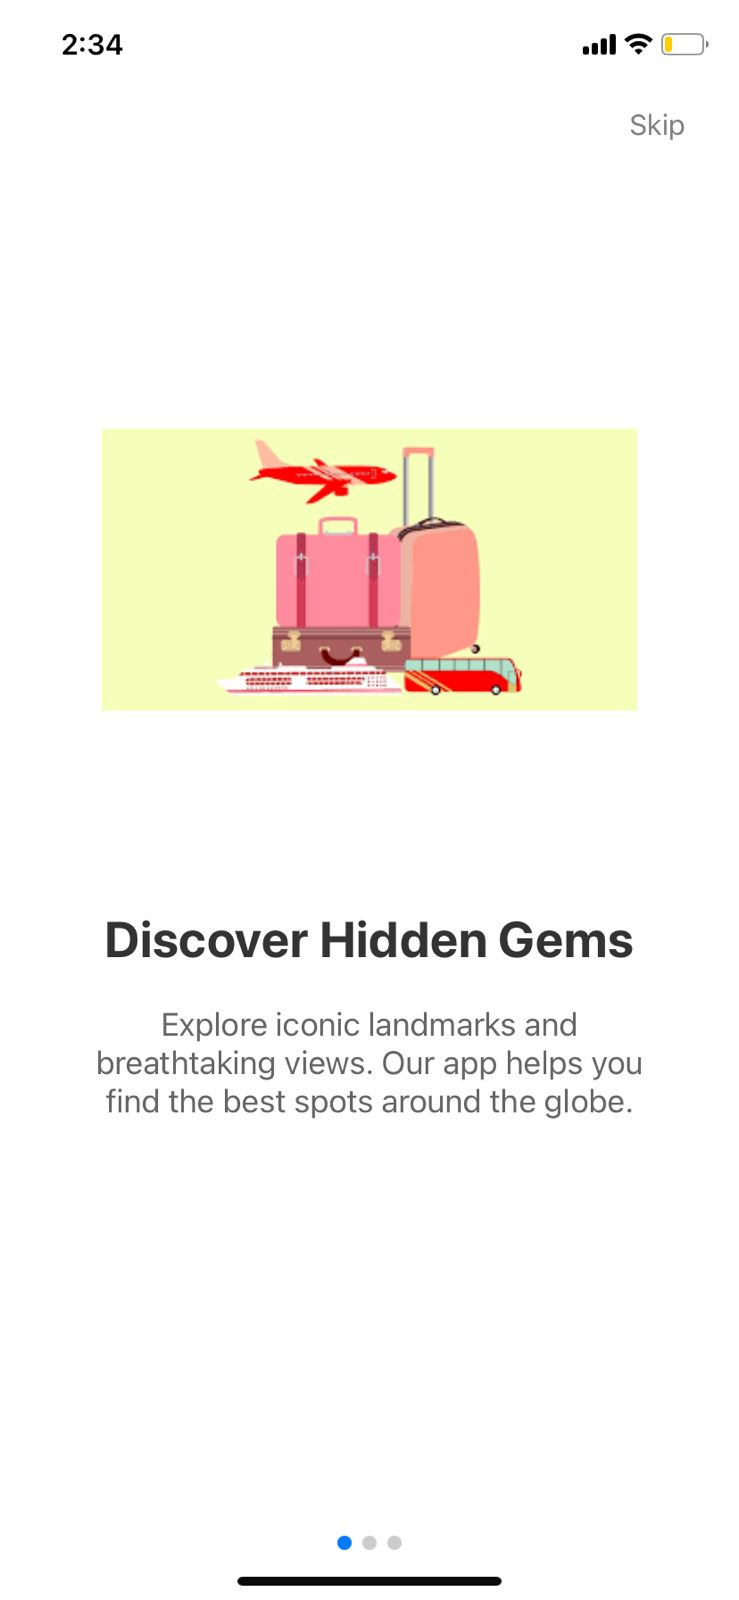 2:34
Skip
Discover Hidden Gems
Explore iconic landmarks and
breathtaking views. Our app helps you
find the best spots around the globe.